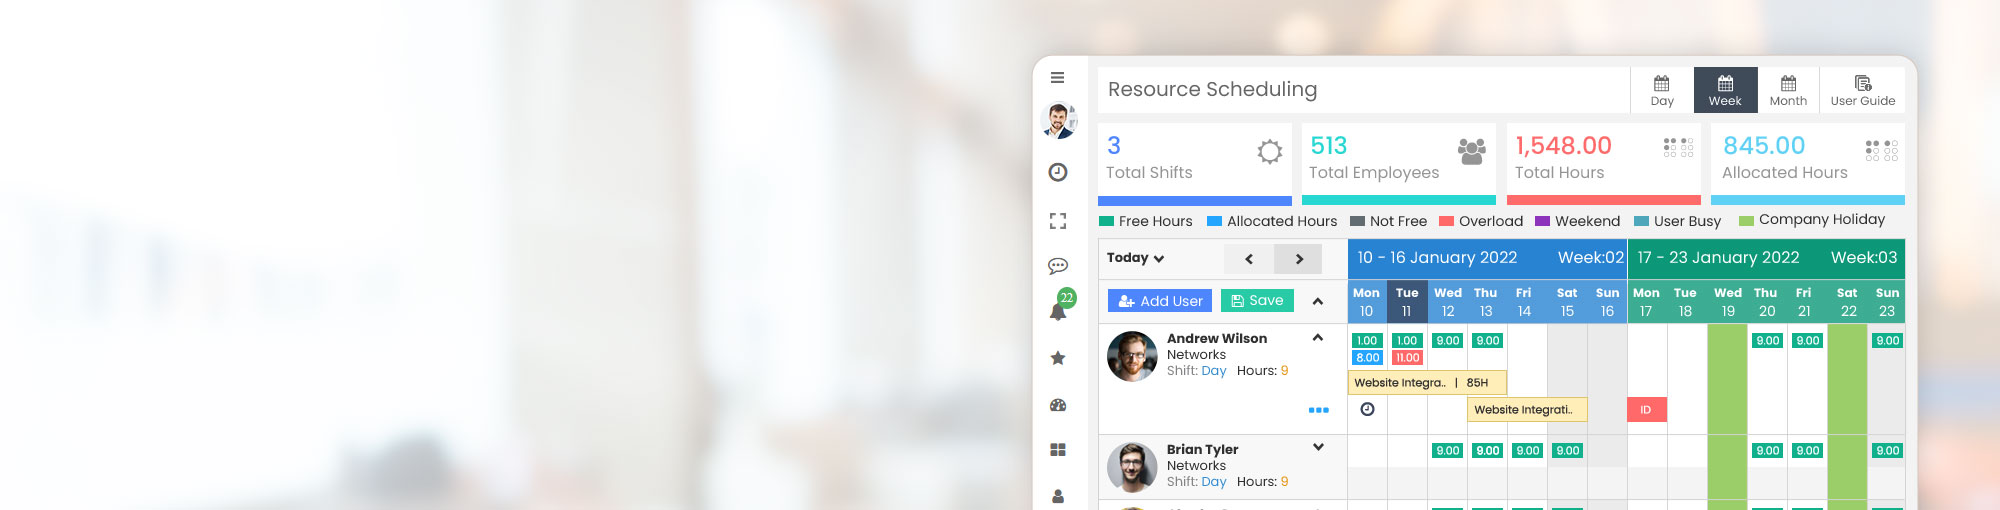 Resource Scheduling
Day
Week
Month
User Guide
3
Total Shifts
513
Total Employees
1,548.00
Total Hours
845.00
Allocated Hours
Free Hours
Allocated Hours
Not Free
Overload
Weekend
User Busy
Company Holiday
Today
10 - 16 January 2022 Week:02
17 - 23 January 2022 Week:03
22
Add User
Save
Mon Tue Wed Thu Fri Sat Sun Mon Tue Wed Thu Fri Sat Sun
10 11 12 13 14 15 16 17 18 19 20 21 22 23
Andrew Wilson
Networks
Shift: Day Hours: 9
1.00 1.00 9.00 9.00 9.00 9.00 9.00
8.00 11.00
Website Integra.. | 85H
Website Integrati..
ID
Brian Tyler
Networks
Shift: Day Hours: 9
9.00 9.00 9.00 9.00 9.00 9.00 9.00